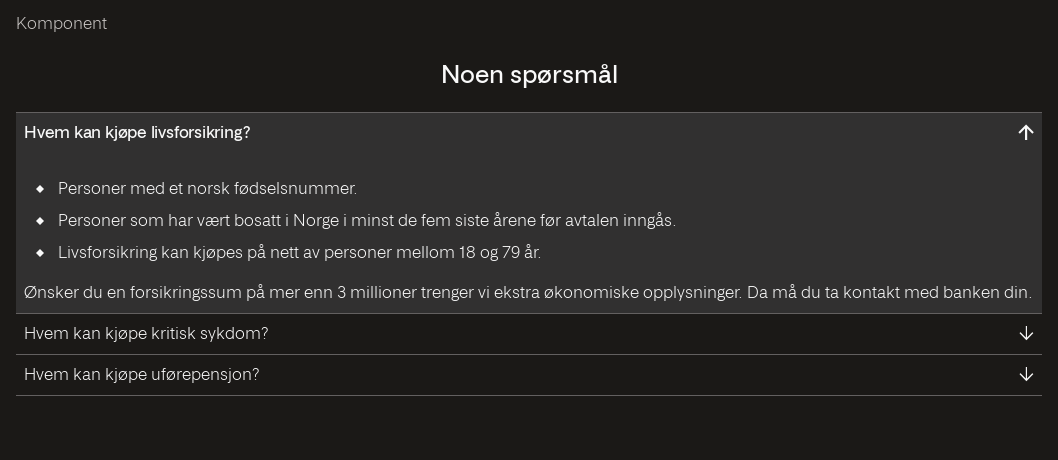 Komponent
Noen spørsmål
Hvem kan kjøpe livsforsikring?
Personer med et norsk fødselsnummer.
Personer som har vært bosatt i Norge i minst de fem siste årene før avtalen inngås.
Livsforsikring kan kjøpes på nett av personer mellom 18 og 79 år.
Ønsker du en forsikringssum på mer enn 3 millioner trenger vi ekstra økonomiske opplysninger. Da må du ta kontakt med banken din.
Hvem kan kjøpe kritisk sykdom?
Hvem kan kjøpe uførepensjon?